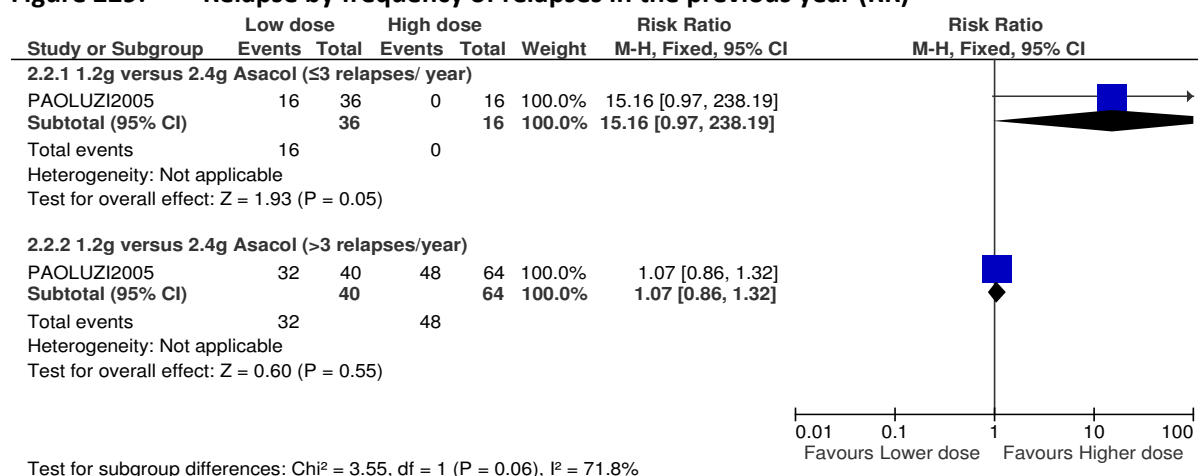 Figure 229: Relapse by frequency of relapses in the previous year (RR)
Low dose High dose Risk Ratio Risk Ratio
Study or Subgroup Events Total Events Total Weight M-H, Fixed, 95% CI M-H, Fixed, 95% CI
2.2.1 1.2g versus 2.4g Asacol (≤3 relapses/ year)
PAOLUZI2005 16 36 0 16 100.0% 15.16 [0.97, 238.19]
Subtotal (95% CI) 36 16 100.0% 15.16 [0.97, 238.19]
Total events 16 0
Heterogeneity: Not applicable
Test for overall effect: Z = 1.93 (P = 0.05)
2.2.2 1.2g versus 2.4g Asacol (>3 relapses/year)
PAOLUZI2005 32 40 48 64 100.0% 1.07 [0.86, 1.32]
Subtotal (95% CI) 40 64 100.0% 1.07 [0.86, 1.32]
Total events 32 48
Heterogeneity: Not applicable
Test for overall effect: Z = 0.60 (P = 0.55)
0.01 0.1 1 10 100
Favours Lower dose Favours Higher dose
Test for subgroup differences: Chi² = 3.55, df = 1 (P = 0.06), I² = 71.8%